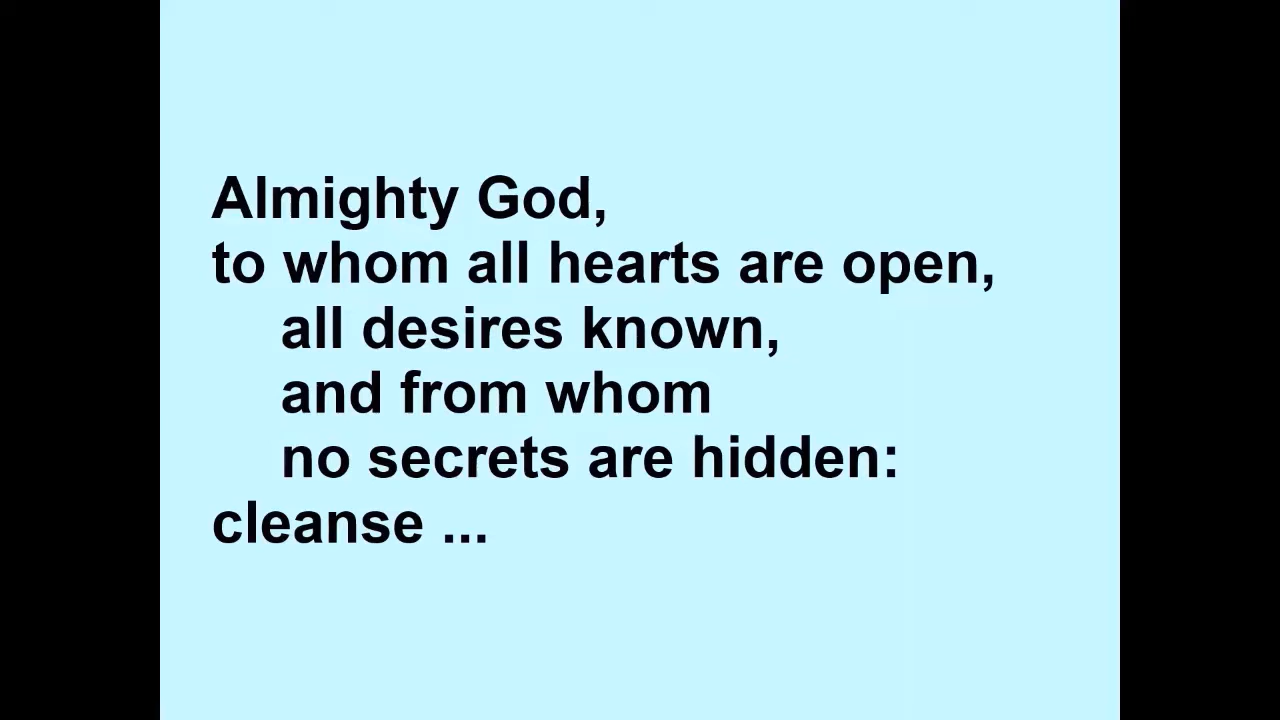 Almighty God,
to whom all hearts are open,
all desires known,
and from whom
no secrets are hidden:
cleanse ...